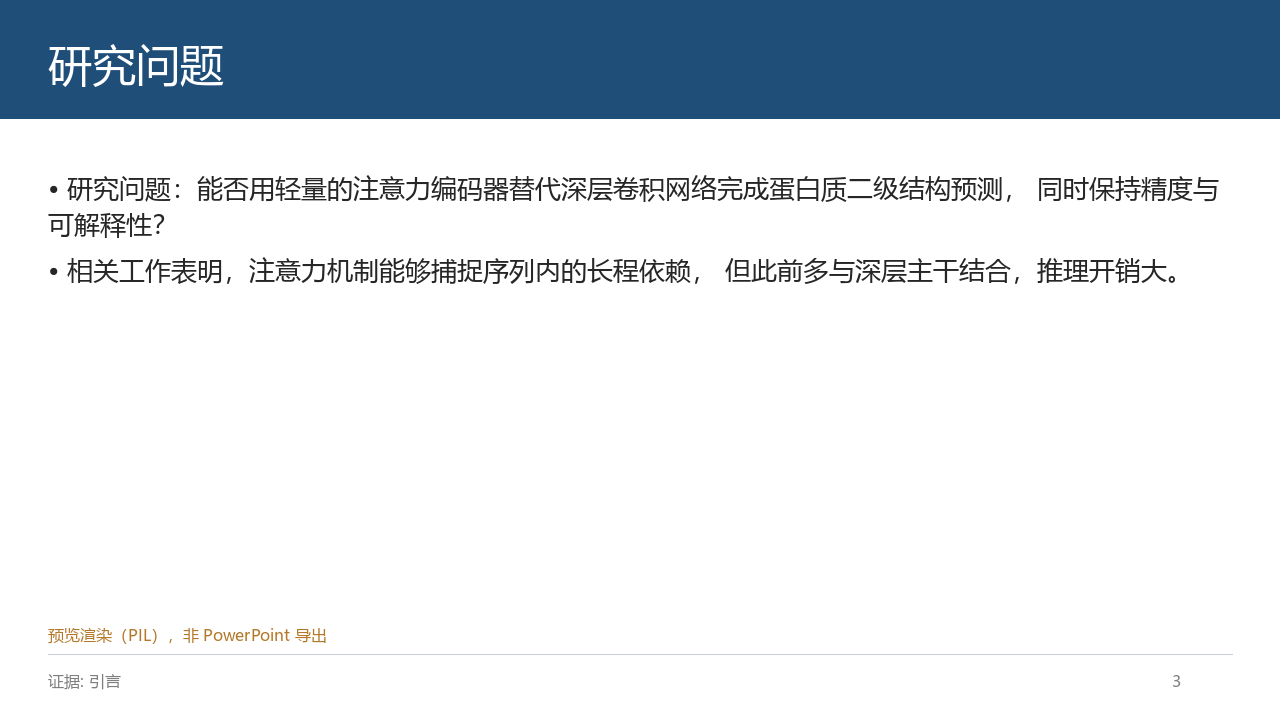 研究问题
• 研究问题：能否用轻量的注意力编码器替代深层卷积网络完成蛋白质二级结构预测， 同时保持精度与
可解释性？
• 相关工作表明，注意力机制能够捕捉序列内的长程依赖， 但此前多与深层主干结合，推理开销大。
预览渲染（PIL），非 PowerPoint 导出
证据: 引言
3